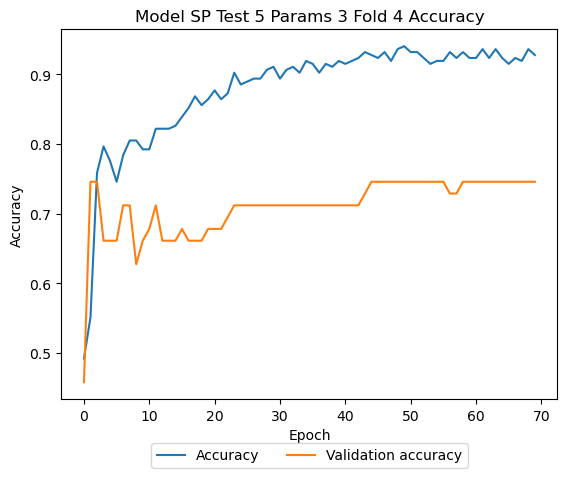 Model SP Test 5 Params 3 Fold 4 Accuracy
Accuracy
0.9
0.8
0.7
0.6
0.5
0 10 20 30 40 50 60 70
Epoch
Accuracy Validation accuracy